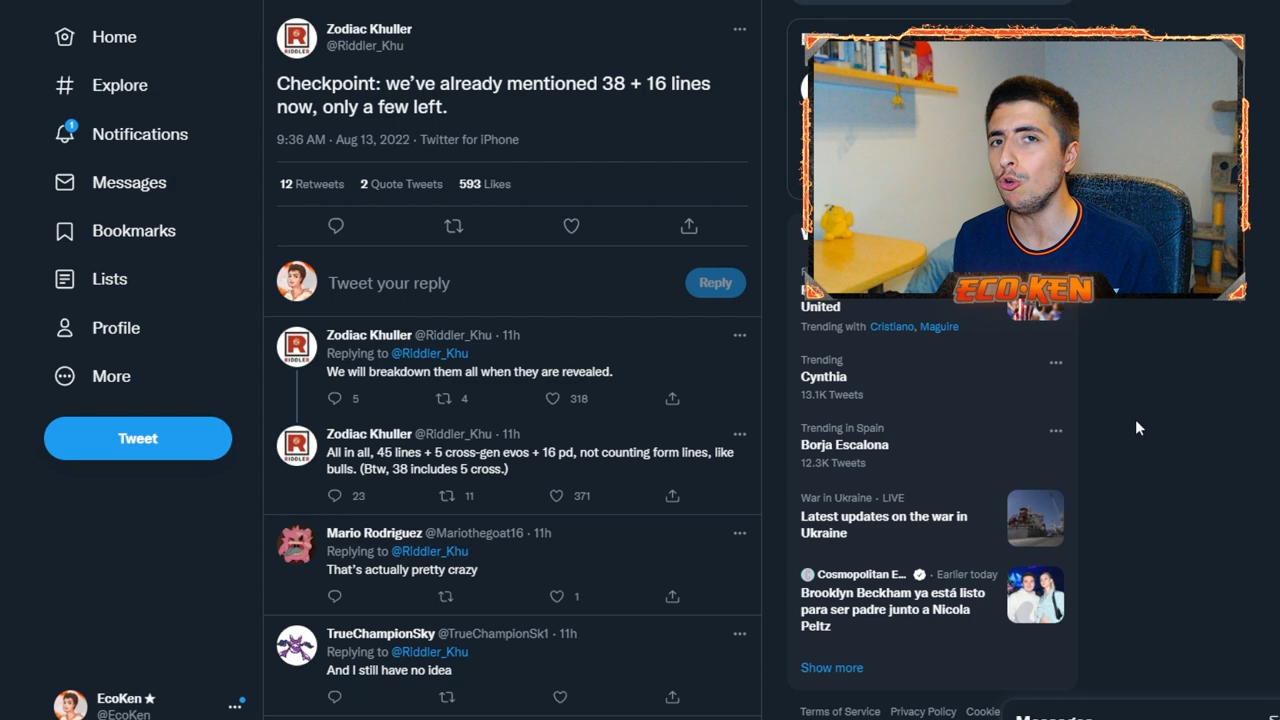 Home
Explore
1
Notifications
Messages
Bookmarks
Lists
Profile
More
Tweet
EcoKen
@EcoKen
RIDDLER
Zodiac Khuller
@Riddler_Khu
Checkpoint: we've already mentioned 38 + 16 lines
now, only a few left.
9:36 AM · Aug 13, 2022 · Twitter for iPhone
12 Retweets 2 Quote Tweets 593 Likes
Tweet your reply
Reply
RIDDLER
Zodiac Khuller @Riddler_Khu · 11h
Replying to @Riddler_Khu
We will breakdown them all when they are revealed.
5 4 318
RIDDLER
Zodiac Khuller @Riddler_Khu · 11h
All in all, 45 lines + 5 cross-gen evos + 16 pd, not counting form lines, like
bulls. (Btw, 38 includes 5 cross.)
23 11 371
Mario Rodriguez @Mariothegoat16 · 11h
Replying to @Riddler_Khu
That's actually pretty crazy
1
TrueChampionSky @TrueChampionSk1 · 11h
Replying to @Riddler_Khu
And I still have no idea
ECO·KEN
United
Trending with Cristiano, Maguire
Trending
Cynthia
13.1K Tweets
Trending in Spain
Borja Escalona
12.3K Tweets
War in Ukraine · LIVE
Latest updates on the war in
Ukraine
Cosmopolitan E... · Earlier today
Brooklyn Beckham ya está listo
para ser padre junto a Nicola
Peltz
Show more
Terms of Service Privacy Policy Cookie
Messages